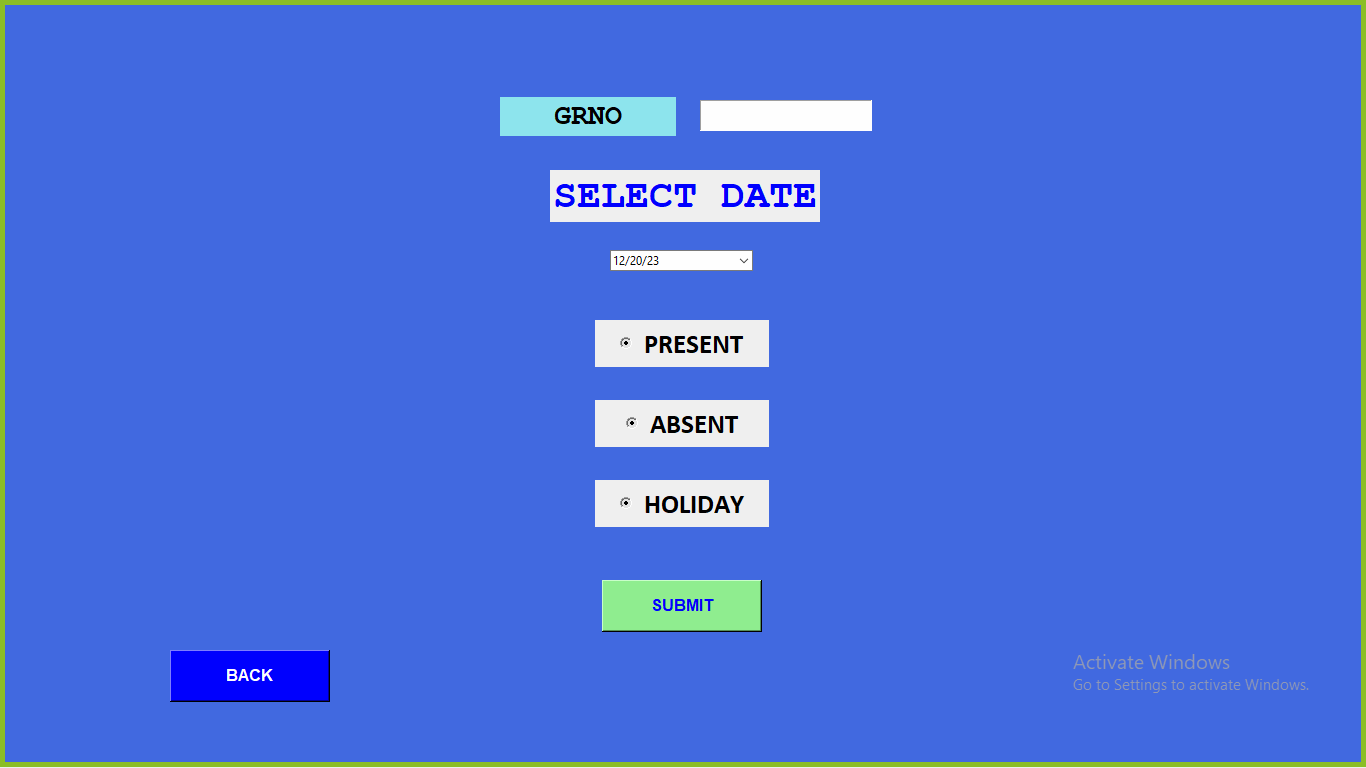 GRNO
SELECT DATE
12/20/23
PRESENT
ABSENT
HOLIDAY
SUBMIT
BACK
Activate Windows
Go to Settings to activate Windows.